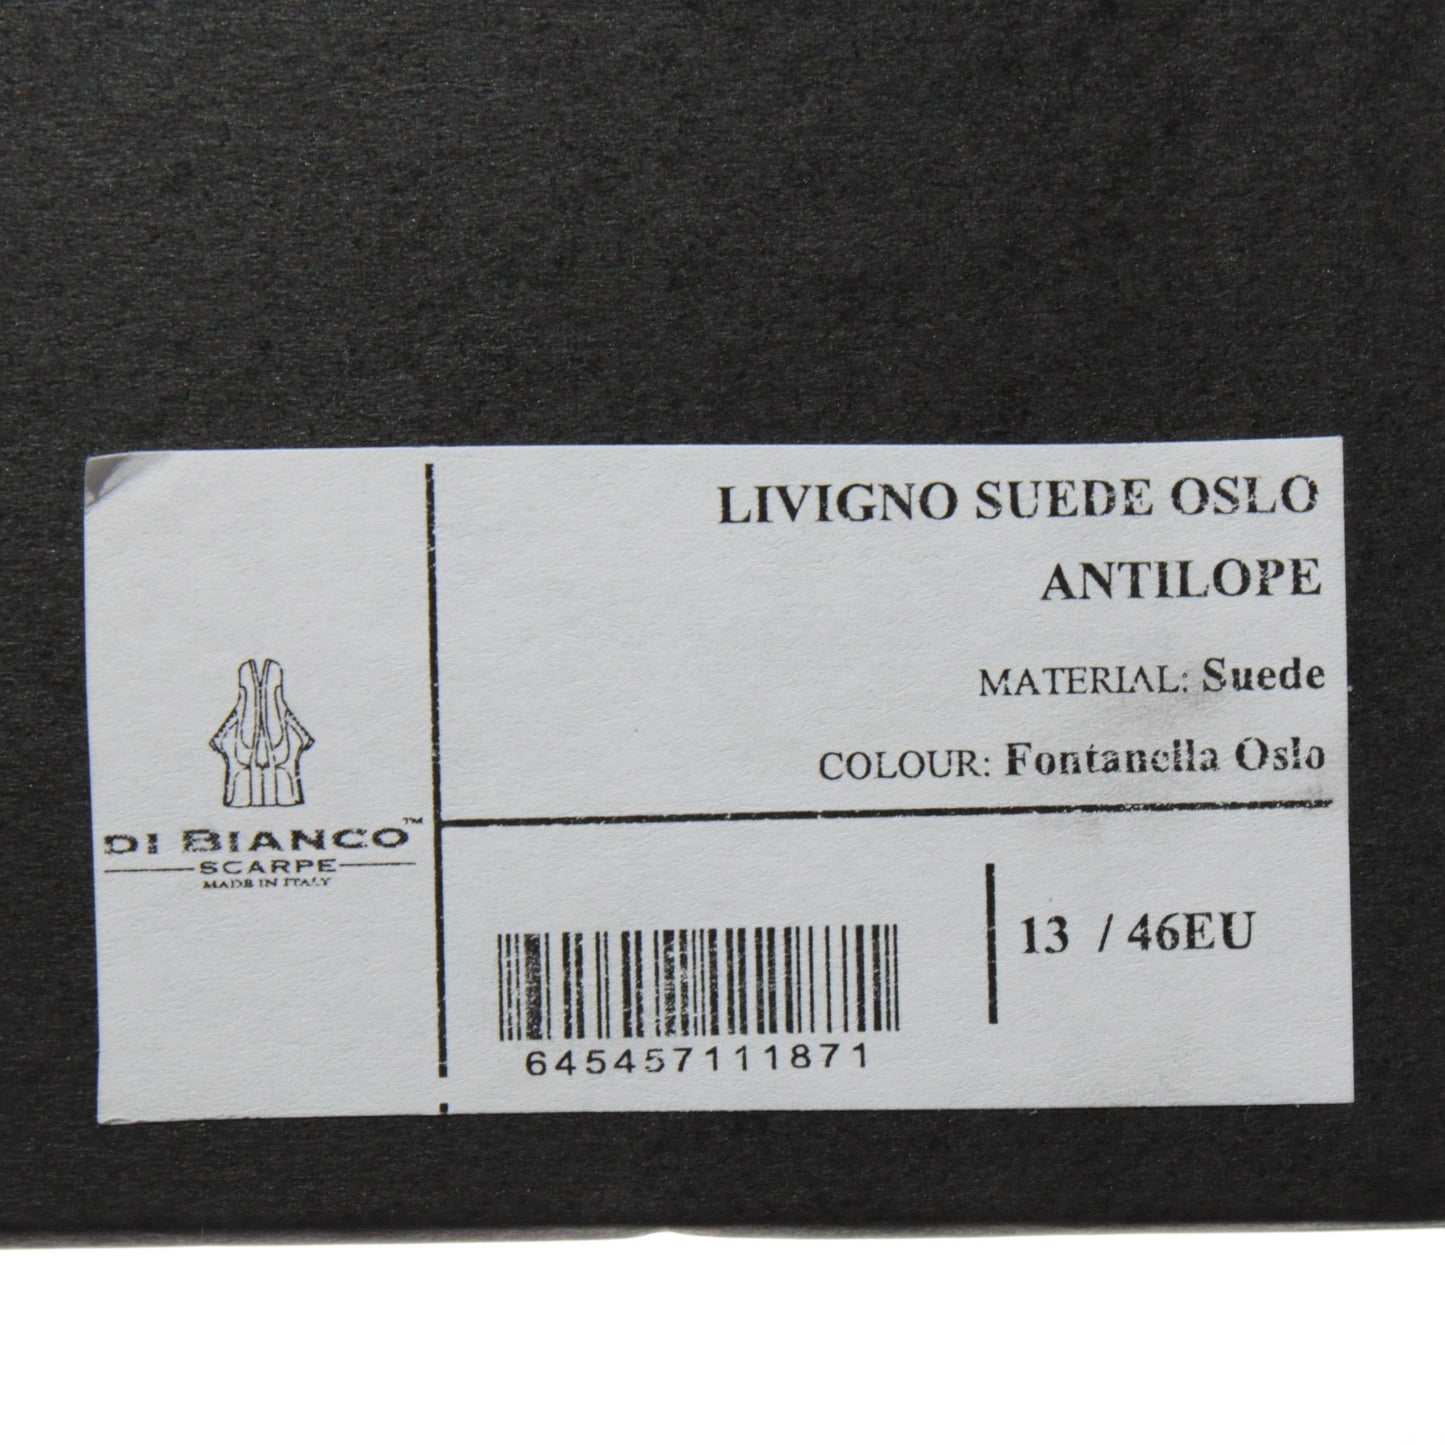 LIVIGNO SUEDE OSLO
ANTILOPE
MATERIAL: Suede
COLOUR: Fontanella Oslo
DI BIANCO™
SCARPE
MADE IN ITALY
13 / 46EU
645457111871